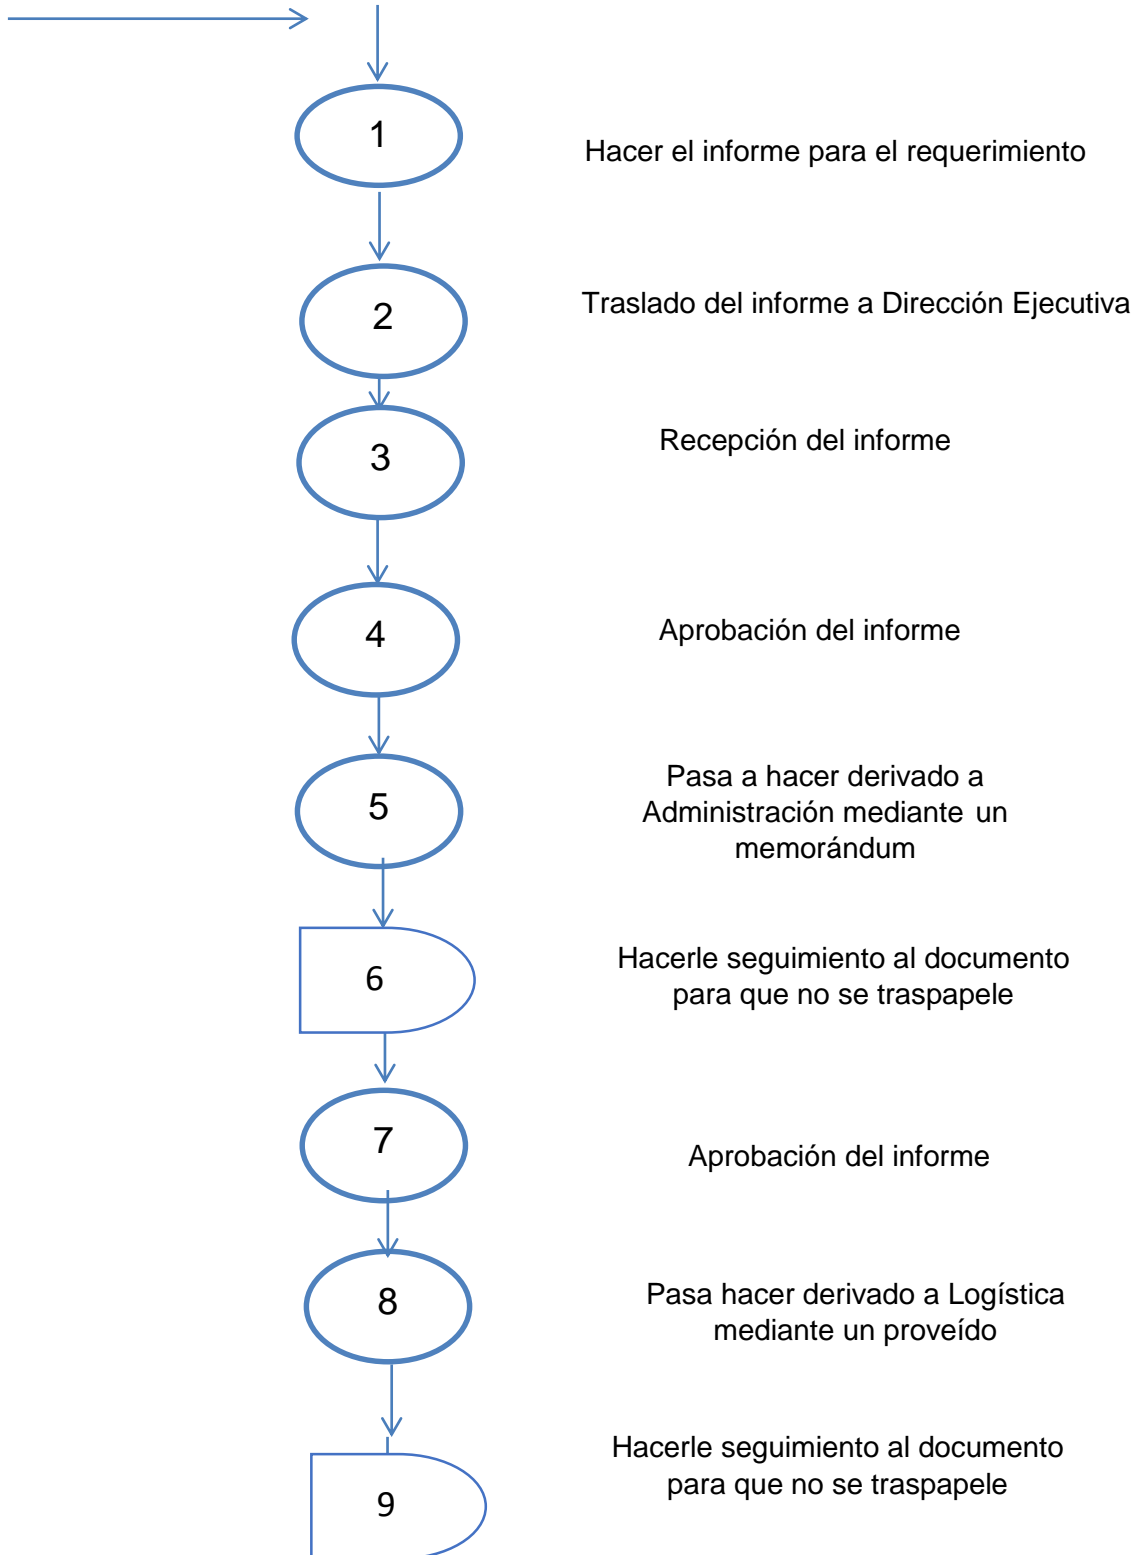 1
Hacer el informe para el requerimiento
2
Traslado del informe a Dirección Ejecutiva
3
Recepción del informe
4
Aprobación del informe
5
Pasa a hacer derivado a
Administración mediante un
memorándum
6
Hacerle seguimiento al documento
para que no se traspapele
7
Aprobación del informe
8
Pasa hacer derivado a Logística
mediante un proveído
9
Hacerle seguimiento al documento
para que no se traspapele